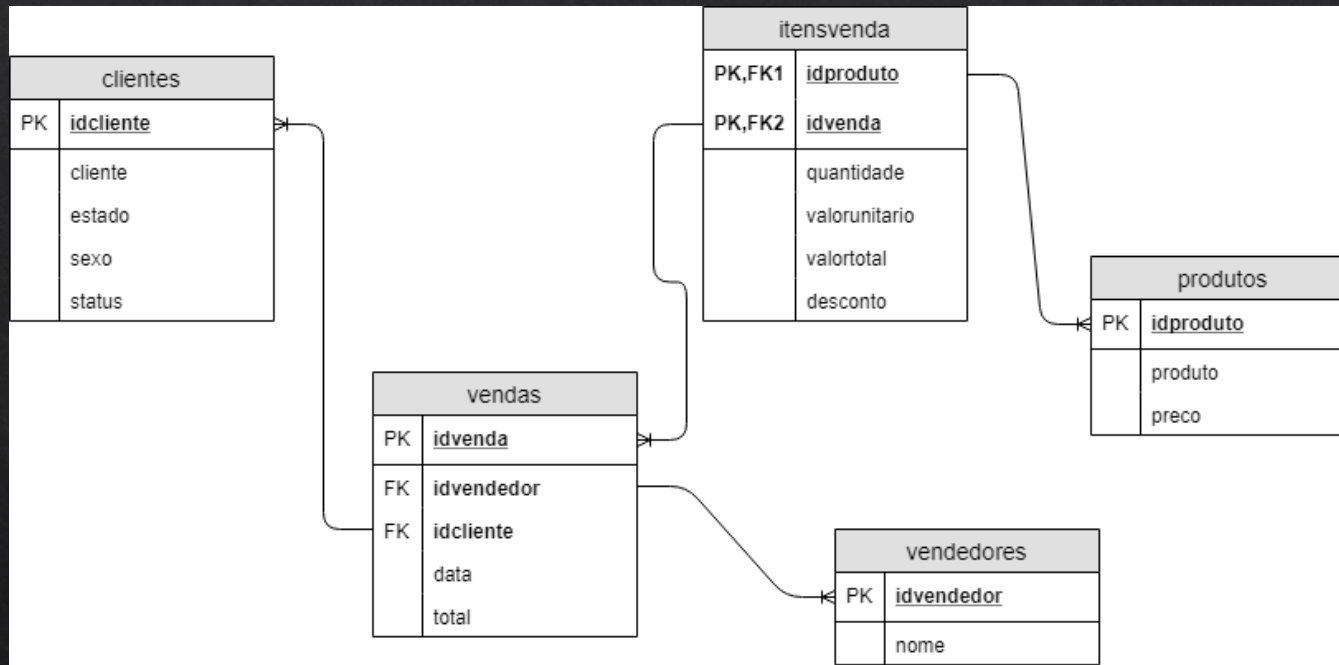 clientes
PK idcliente
cliente
estado
sexo
status
itensvenda
PK,FK1 idproduto
PK,FK2 idvenda
quantidade
valorunitario
valortotal
desconto
produtos
PK idproduto
produto
preco
vendas
PK idvenda
FK idvendedor
FK idcliente
data
total
vendedores
PK idvendedor
nome